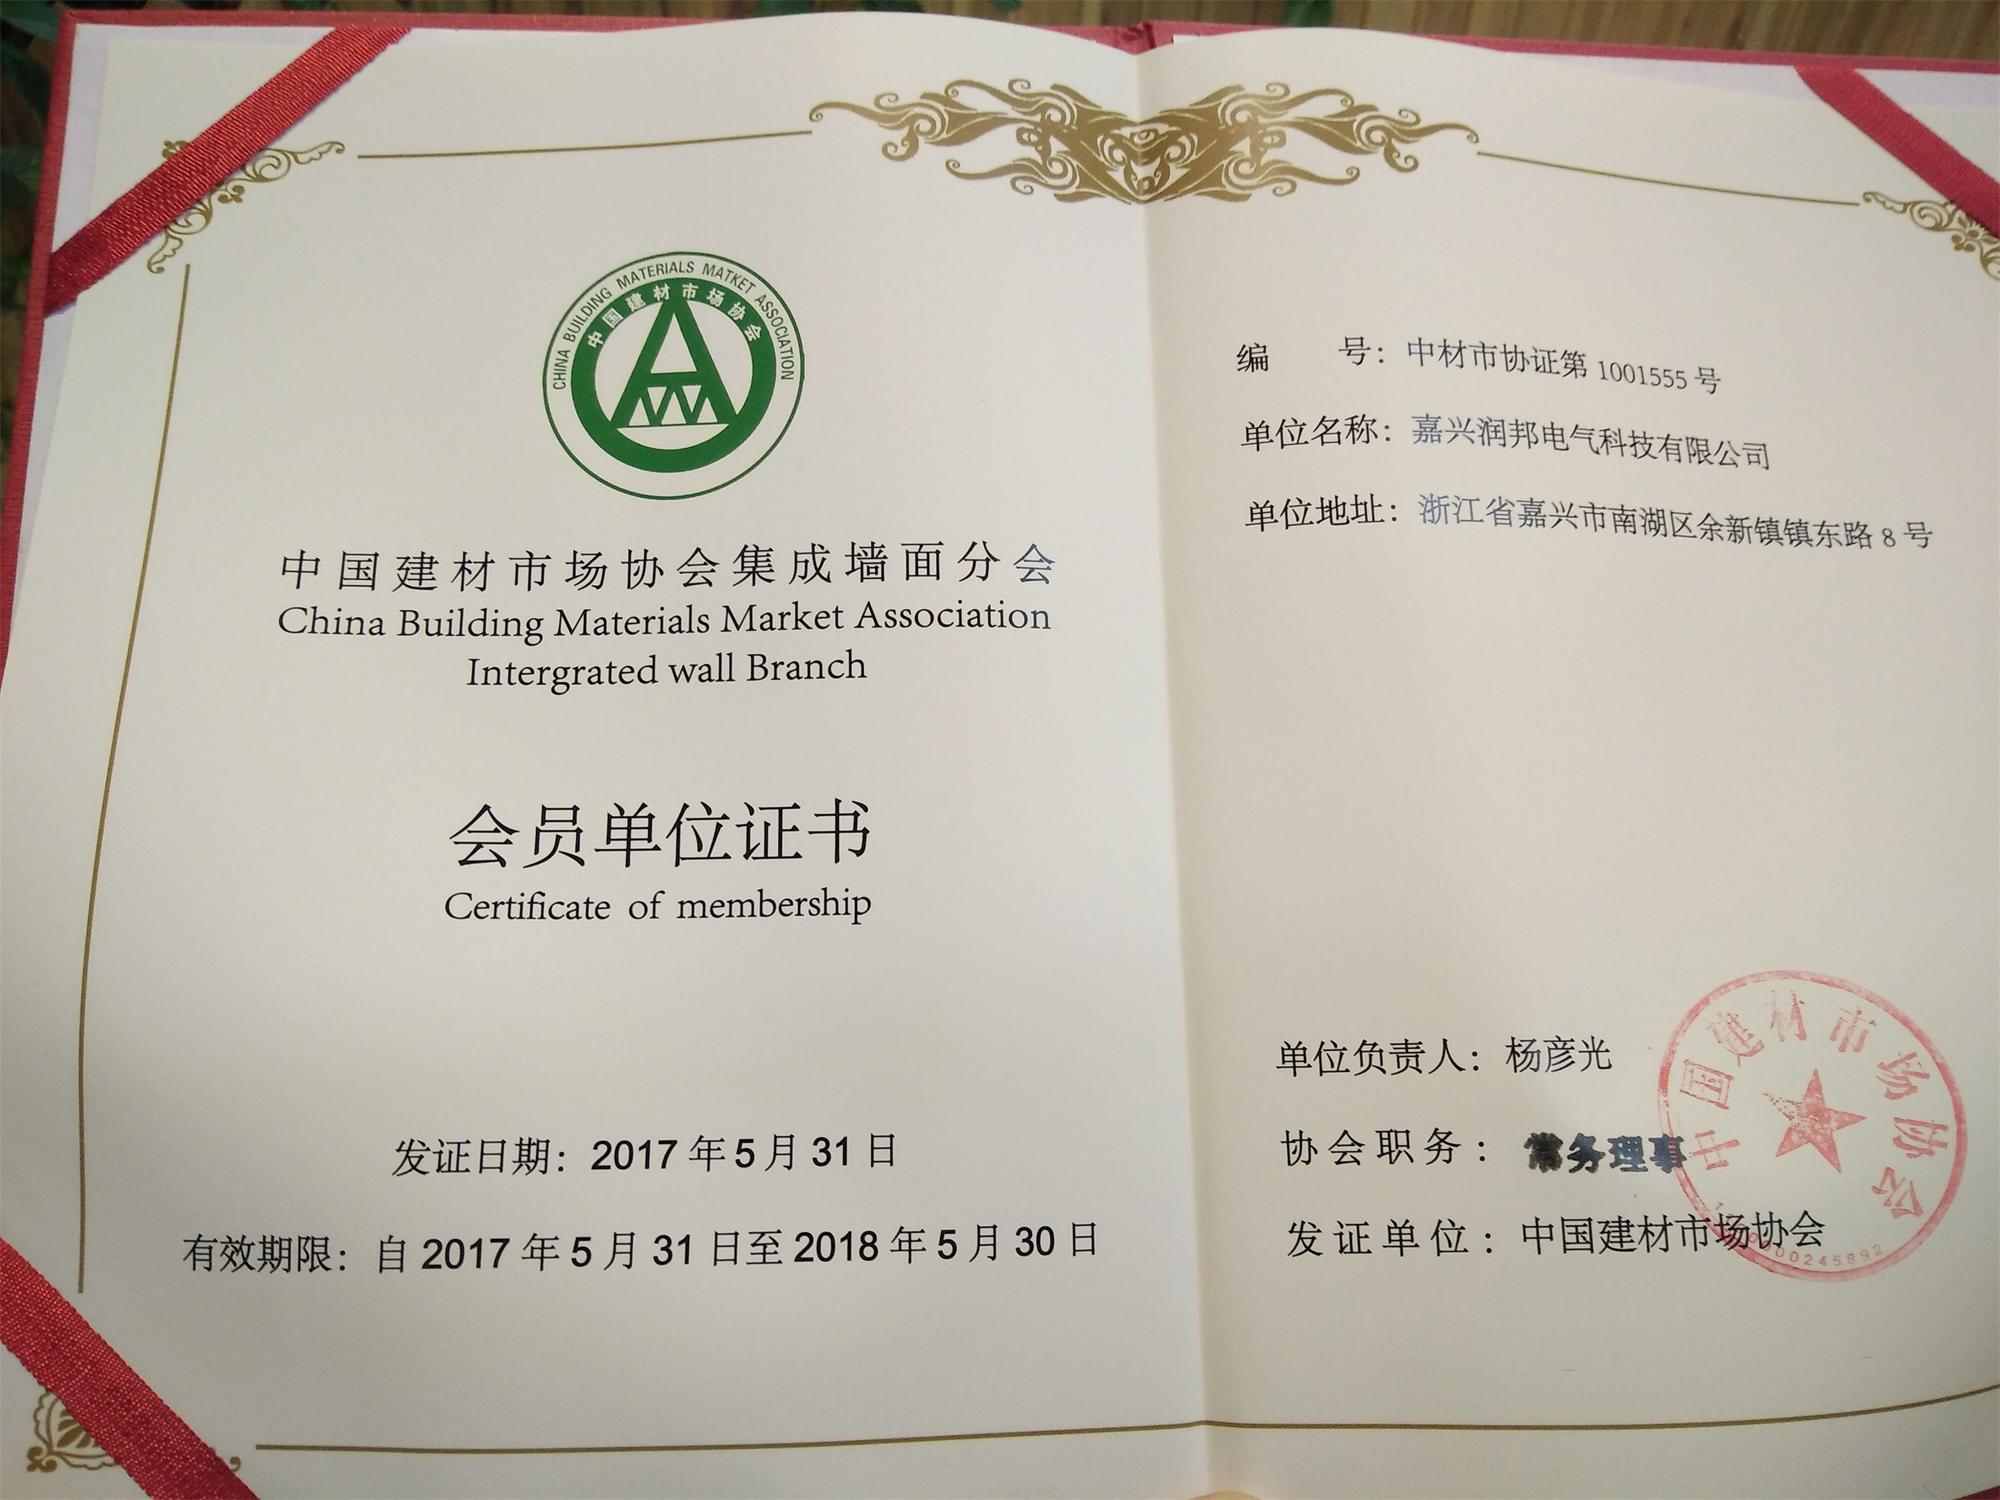 CHINA BUILDING MATERIALS MATKET ASSOCIATION
中国建材市场协会
中国建材市场协会集成墙面分会
China Building Materials Market Association
Intergrated wall Branch
会员单位证书
Certificate of membership
发证日期：2017年5月31日
有效期限：自2017年5月31日至2018年5月30日
编 号：中材市协证第1001555号
单位名称：嘉兴润邦电气科技有限公司
单位地址：浙江省嘉兴市南湖区余新镇镇东路8号
单位负责人：杨彦光
协会职务：常务理事
发证单位：中国建材市场协会
中国建材市场协会